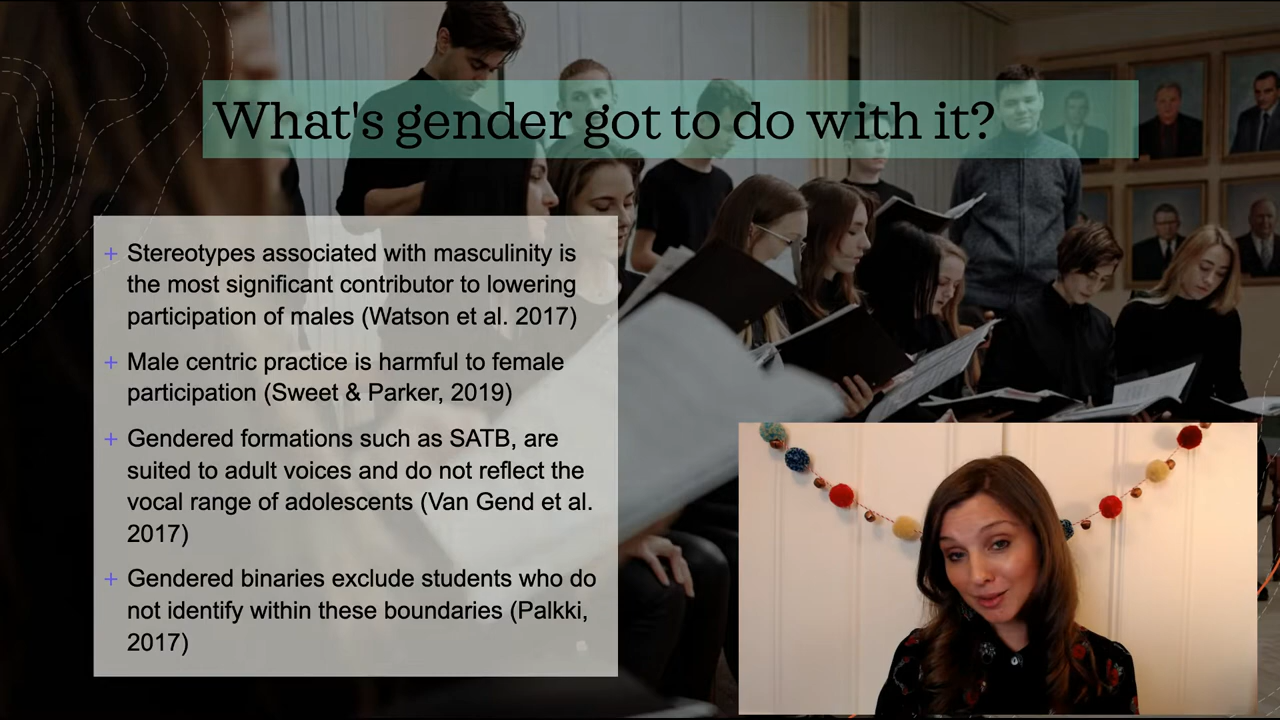 What's gender got to do with it?
+ Stereotypes associated with masculinity is
the most significant contributor to lowering
participation of males (Watson et al. 2017)
+ Male centric practice is harmful to female
participation (Sweet & Parker, 2019)
+ Gendered formations such as SATB, are
suited to adult voices and do not reflect the
vocal range of adolescents (Van Gend et al.
2017)
+ Gendered binaries exclude students who do
not identify within these boundaries (Palkki,
2017)